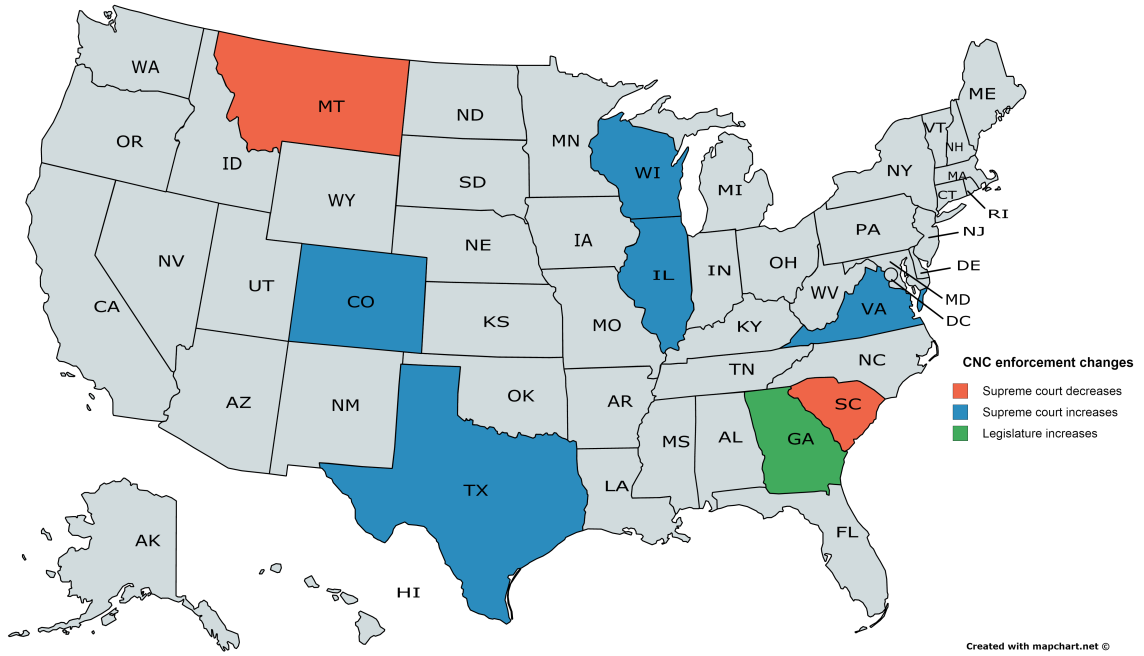 WA
MT
ND
MN
ME
VT
NH
OR
ID
SD
WI
MI
NY
MA
CT
RI
WY
NE
IA
PA
NJ
NV
UT
CO
IL
IN
OH
DE
CA
KS
MO
WV
VA
MD
DC
KY
AZ
NM
OK
AR
TN
NC
CNC enforcement changes
Supreme court decreases
Supreme court increases
Legislature increases
SC
MS
AL
GA
TX
LA
FL
AK
HI
Created with mapchart.net ©